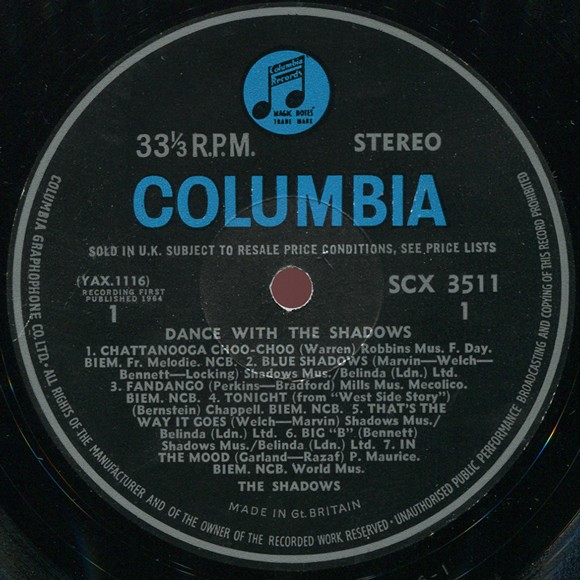 Columbia
Records
MAGIC NOTES
TRADE MARK
33⅓ R.P.M. STEREO
COLUMBIA
SOLD IN U.K. SUBJECT TO RESALE PRICE CONDITIONS, SEE PRICE LISTS
(YAX.1116) SCX 3511
RECORDING FIRST
PUBLISHED 1964
1 1
DANCE WITH THE SHADOWS
1. CHATTANOOGA CHOO-CHOO (Warren) Robbins Mus. F. Day.
BIEM. Fr. Melodie. NCB. 2. BLUE SHADOWS (Marvin—Welch—
Bennett—Locking) Shadows Mus./Belinda (Ldn.) Ltd.
3. FANDANGO (Perkins—Bradford) Mills Mus. Mecolico.
BIEM. NCB. 4. TONIGHT (from "West Side Story")
(Bernstein) Chappell. BIEM. NCB. 5. THAT'S THE
WAY IT GOES (Welch—Marvin) Shadows Mus./
Belinda (Ldn.) Ltd. 6. BIG "B" (Bennett)
Shadows Mus./Belinda (Ldn.) Ltd. 7. IN
THE MOOD (Garland—Razaf) P. Maurice.
BIEM. NCB. World Mus.
THE SHADOWS
MADE IN Gt. BRITAIN
COLUMBIA GRAPHOPHONE CO. LTD. · ALL RIGHTS OF THE MANUFACTURER AND OF THE OWNER OF THE RECORDED WORK RESERVED · UNAUTHORISED PUBLIC PERFORMANCE BROADCASTING AND COPYING OF THIS RECORD PROHIBITED